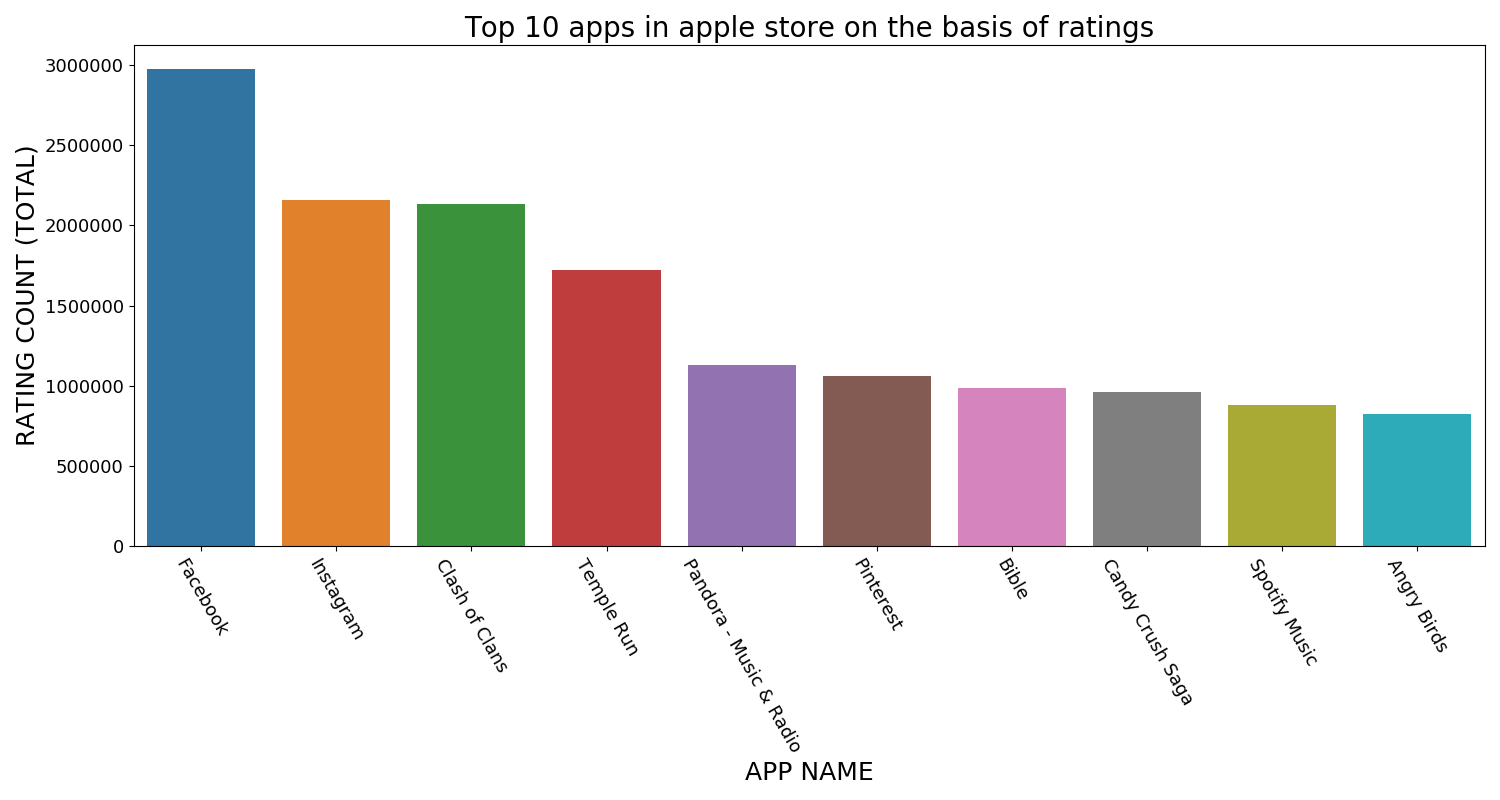 Top 10 apps in apple store on the basis of ratings
RATING COUNT (TOTAL)
3000000
2500000
2000000
1500000
1000000
500000
0
Facebook
Instagram
Clash of Clans
Temple Run
Pandora - Music & Radio
Pinterest
Bible
Candy Crush Saga
Spotify Music
Angry Birds
APP NAME